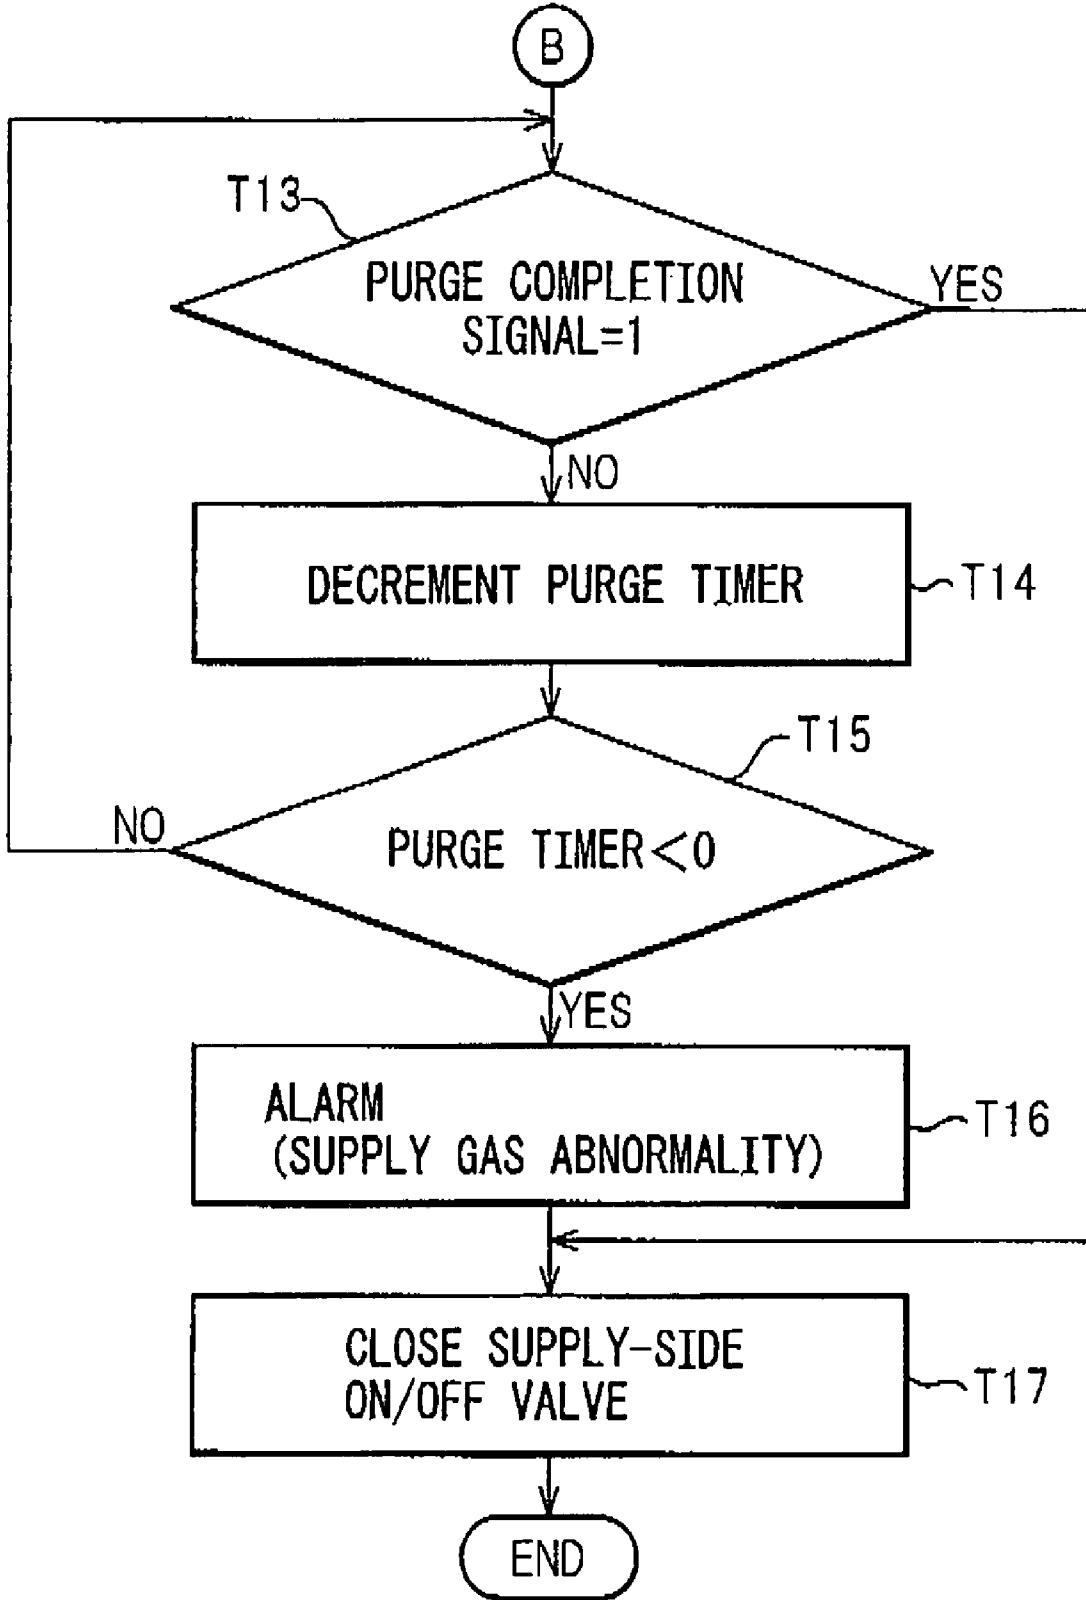 B
T13
PURGE COMPLETION
SIGNAL=1
YES
NO
DECREMENT PURGE TIMER
T14
T15
NO
PURGE TIMER<0
YES
ALARM
(SUPPLY GAS ABNORMALITY)
T16
CLOSE SUPPLY-SIDE
ON/OFF VALVE
T17
END